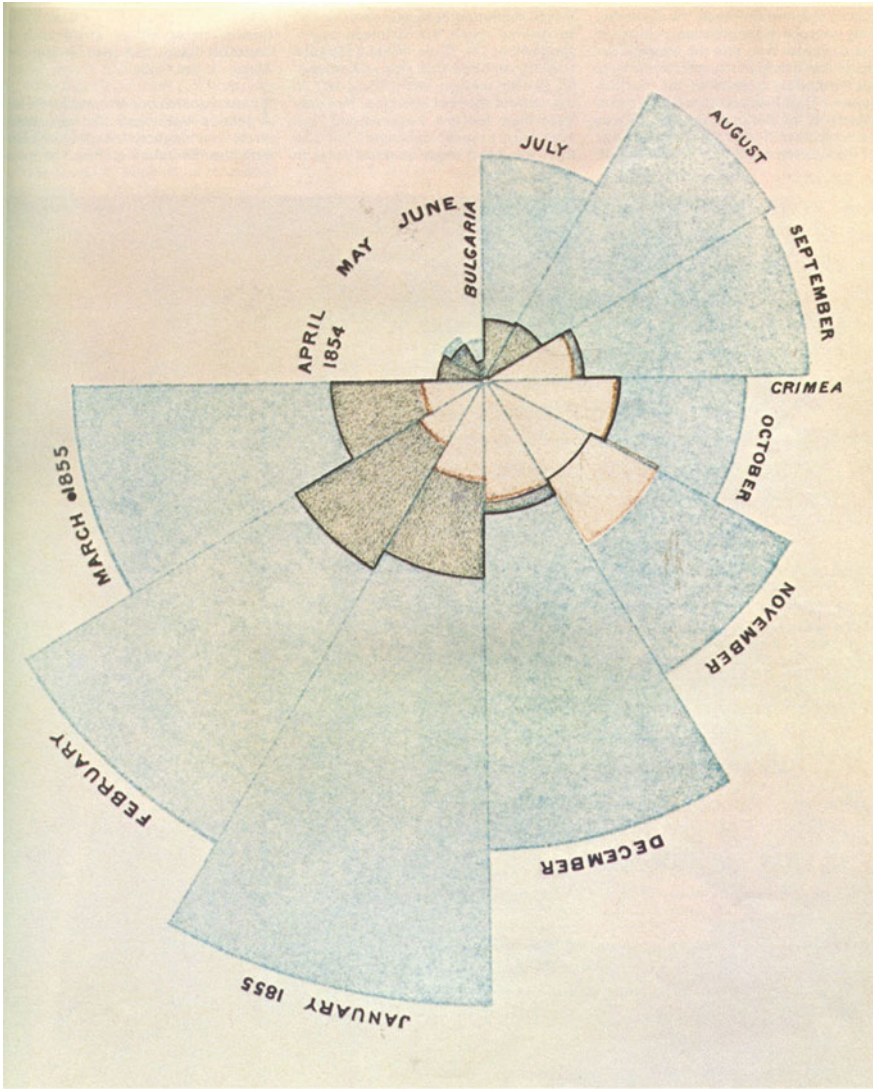 APRIL
1854
MAY
JUNE
BULGARIA
JULY
AUGUST
SEPTEMBER
CRIMEA
OCTOBER
NOVEMBER
DECEMBER
JANUARY 1855
FEBRUARY
MARCH 1855